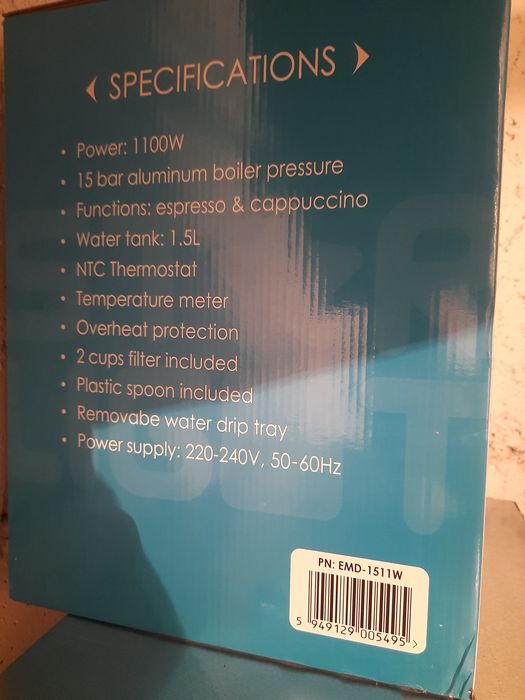 SPECIFICATIONS
• Power: 1100W
• 15 bar aluminum boiler pressure
• Functions: espresso & cappuccino
• Water tank: 1.5L
• NTC Thermostat
• Temperature meter
• Overheat protection
• 2 cups filter included
• Plastic spoon included
• Removabe water drip tray
• Power supply: 220-240V, 50-60Hz
PN: EMD-1511W
5 949129 005495 >